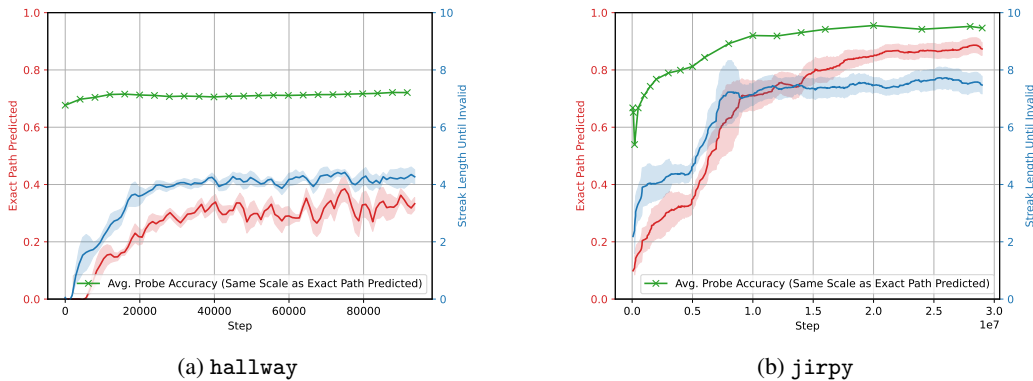 1.0
0.8
0.6
0.4
0.2
0.0
Exact Path Predicted
10
8
6
4
2
0
Streak Length Until Invalid
Avg. Probe Accuracy (Same Scale as Exact Path Predicted)
0 20000 40000 60000 80000
Step
(a) hallway
1.0
0.8
0.6
0.4
0.2
0.0
Exact Path Predicted
10
8
6
4
2
0
Streak Length Until Invalid
Avg. Probe Accuracy (Same Scale as Exact Path Predicted)
0.0 0.5 1.0 1.5 2.0 2.5 3.0
Step
1e7
(b) jirpy